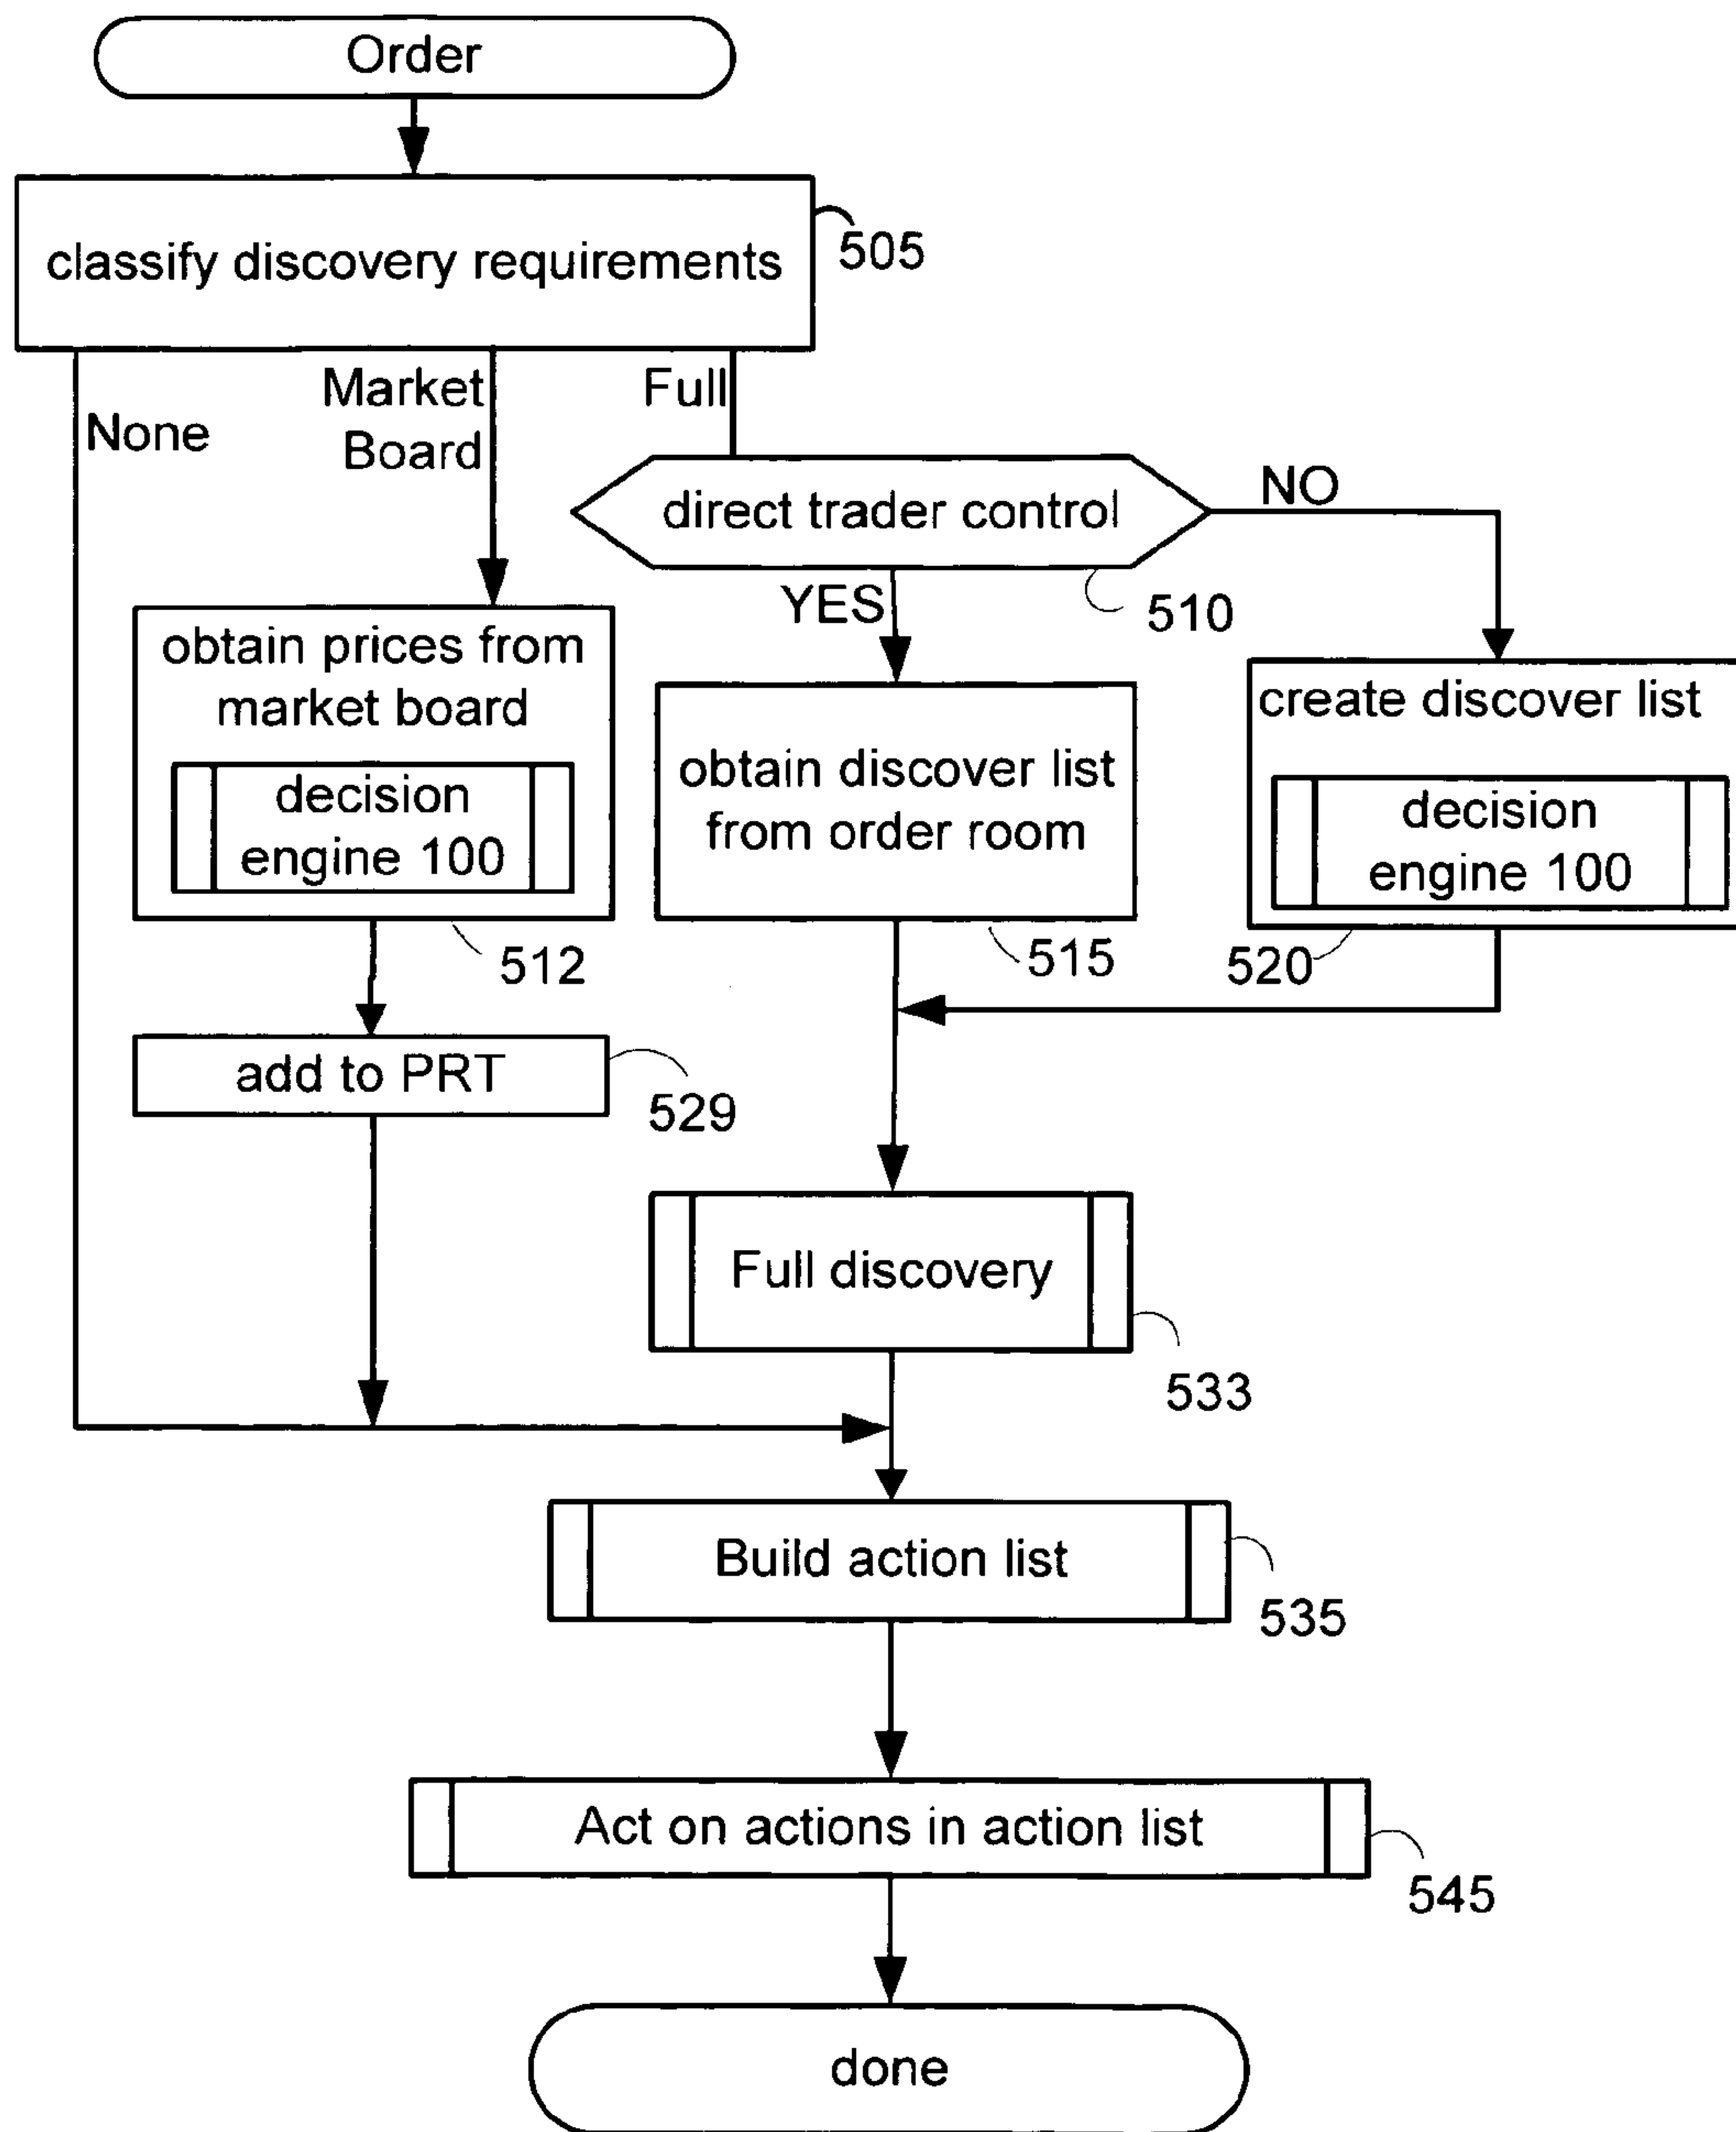 Order
classify discovery requirements
505
None
Market
Board
Full
direct trader control
NO
YES
510
obtain prices from
market board
decision
engine 100
512
obtain discover list
from order room
515
create discover list
decision
engine 100
520
add to PRT
529
Full discovery
533
Build action list
535
Act on actions in action list
545
done